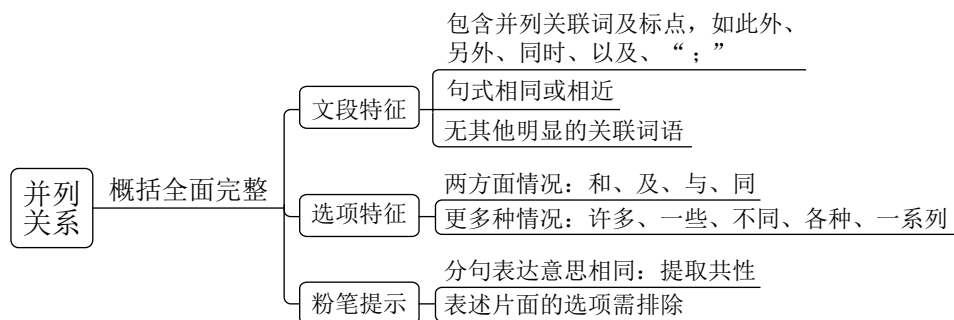 并列
关系
概括全面完整
文段特征
包含并列关联词及标点，如此外、
另外、同时、以及、“；”
句式相同或相近
无其他明显的关联词语
选项特征
两方面情况：和、及、与、同
更多种情况：许多、一些、不同、各种、一系列
粉笔提示
分句表达意思相同：提取共性
表述片面的选项需排除